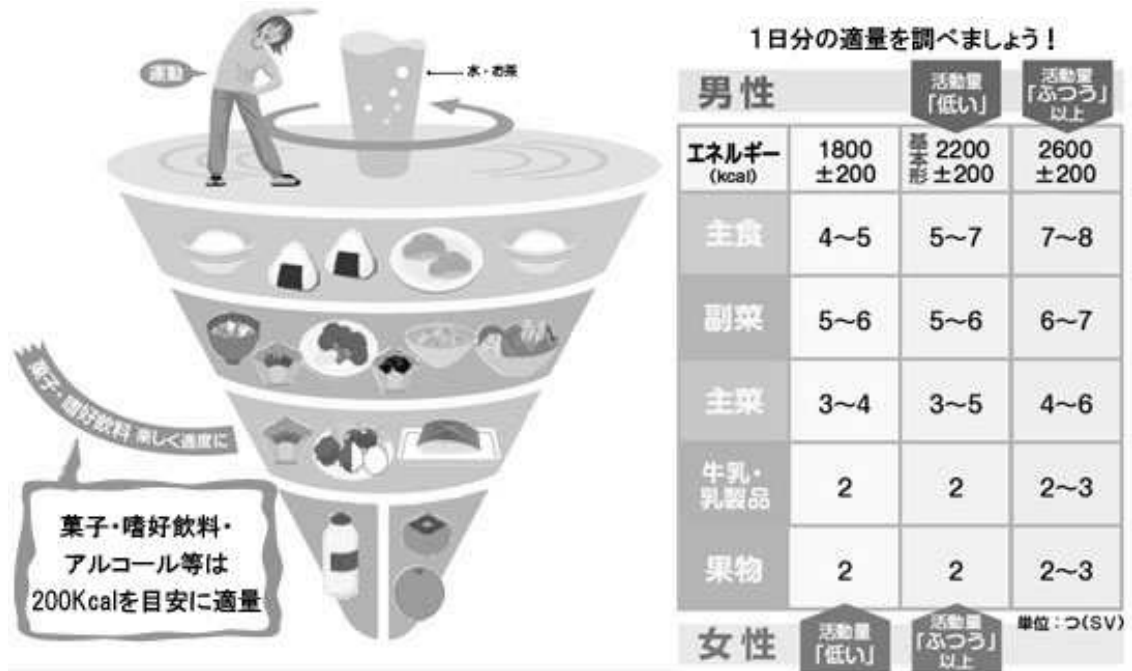 運動
水・お茶
菓子・嗜好飲料 楽しく適度に
菓子・嗜好飲料・
アルコール等は
200Kcalを目安に適量
1日分の適量を調べましょう！
男性
活動量
「低い」
活動量
「ふつう」
以上
エネルギー
(kcal)
1800
±200
基本形
2200
±200
2600
±200
主食 4〜5 5〜7 7〜8
副菜 5〜6 5〜6 6〜7
主菜 3〜4 3〜5 4〜6
牛乳・
乳製品 2 2 2〜3
果物 2 2 2〜3
単位：つ(SV)
女性
活動量
「低い」
活動量
「ふつう」
以上